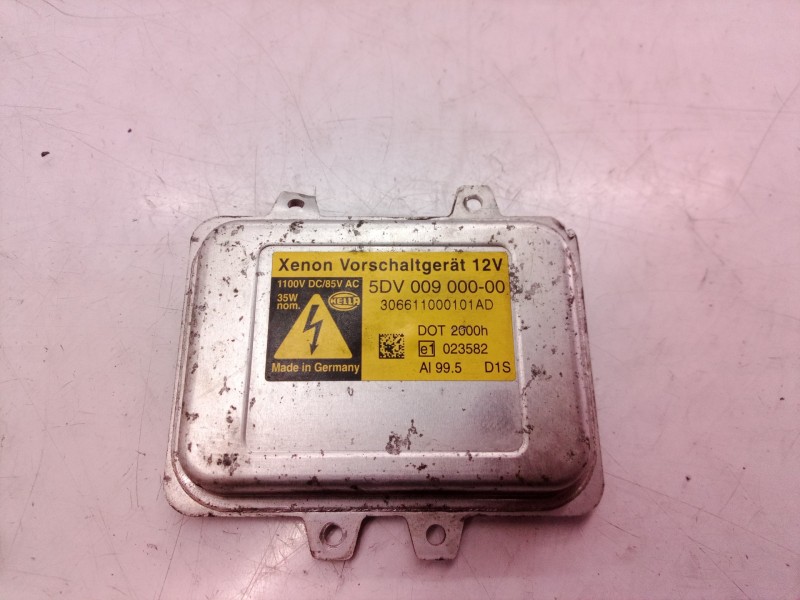 Xenon Vorschaltgerät 12V
1100V DC/85V AC
35W
nom.
HELLA
5DV 009 000-00
306611000101AD
DOT 2000h
e1 023582
Made in Germany
Al 99.5 D1S